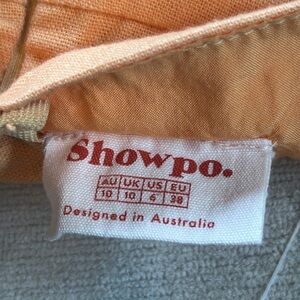 Showpo.
AU UK US EU
10 10 6 38
Designed in Australia